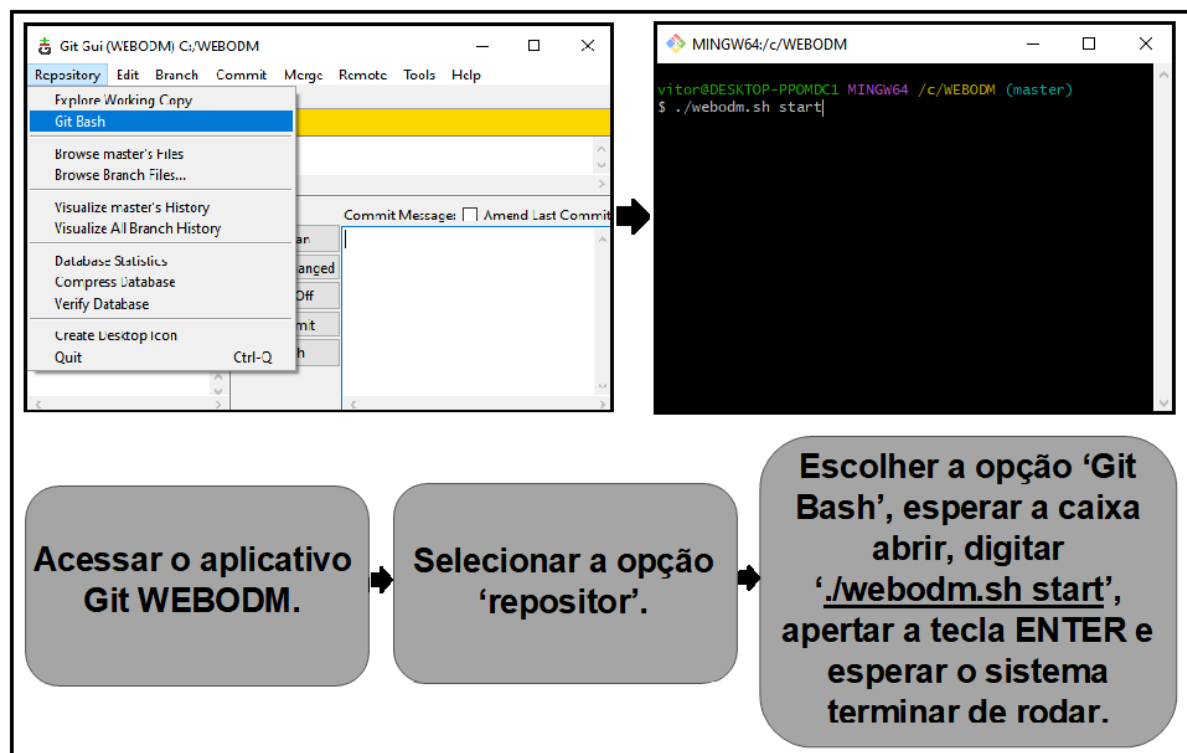 Git Gui (WEBODM) C:/WEBODM
Repository Edit Branch Commit Merge Remote Tools Help
Explore Working Copy
Git Bash
Browse master's Files
Browse Branch Files...
Visualize master's History
Visualize All Branch History
Database Statistics
Compress Database
Verify Database
Create Desktop Icon
Quit Ctrl-Q
Commit Message: Amend Last Commit
an
anged
Off
mit
h
MINGW64:/c/WEBODM
vitor@DESKTOP-PPOMDC1 MINGW64 /c/WEBODM (master)
$ ./webodm.sh start
Acessar o aplicativo
Git WEBODM.
Selecionar a opção
‘repositor’.
Escolher a opção ‘Git
Bash’, esperar a caixa
abrir, digitar
‘./webodm.sh start’,
apertar a tecla ENTER e
esperar o sistema
terminar de rodar.